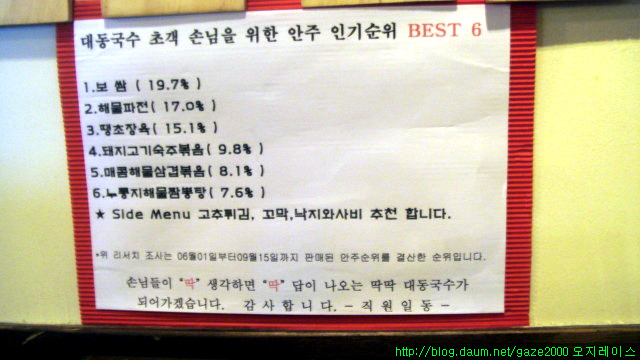 대동국수 초객 손님을 위한 안주 인기순위 BEST 6
1.보 쌈 ( 19.7% )
2.해물파전( 17.0% )
3.땡초장육( 15.1% )
4.돼지고기숙주볶음( 9.8% )
5.매콤해물삼겹볶음( 8.1% )
6.누룽지해물짬뽕탕( 7.6% )
★ Side Menu 고추튀김, 꼬막,낙지와사비 추천 합니다.
*위 리서치 조사는 06월01일부터09월15일까지 판매된 안주순위를 결산한 순위입니다.
손님들이 "딱" 생각하면 "딱" 답이 나오는 딱딱 대동국수가
되어가겠습니다. 감사합니다. - 직원일동 -
http://blog.daum.net/gaze2000 오지레이스